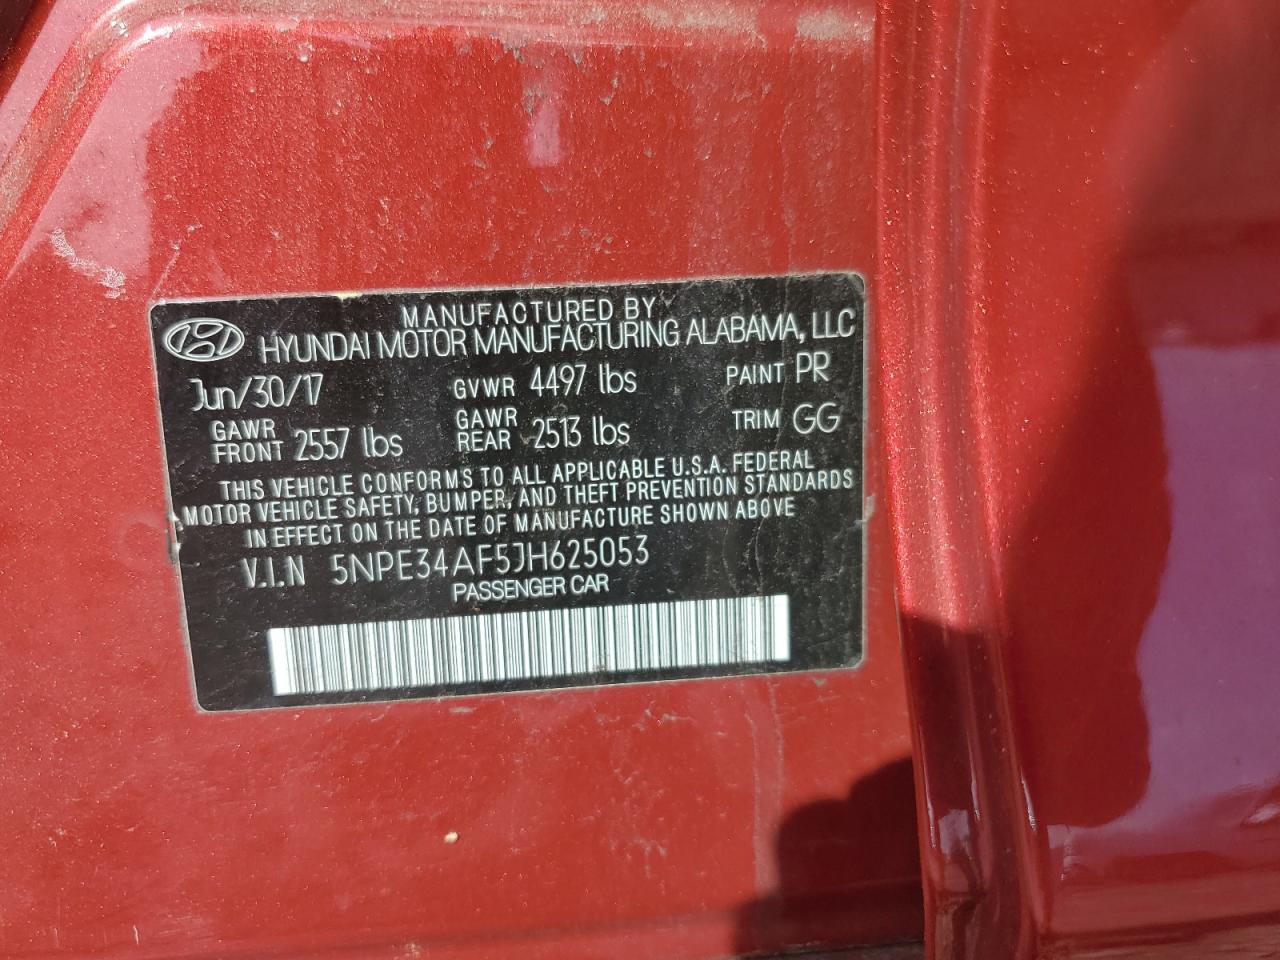 MANUFACTURED BY
HYUNDAI MOTOR MANUFACTURING ALABAMA, LLC
Jun/30/17 GVWR 4497 lbs PAINT PR
GAWR FRONT 2557 lbs GAWR REAR 2513 lbs TRIM GG
THIS VEHICLE CONFORMS TO ALL APPLICABLE U.S.A. FEDERAL
MOTOR VEHICLE SAFETY, BUMPER, AND THEFT PREVENTION STANDARDS
IN EFFECT ON THE DATE OF MANUFACTURE SHOWN ABOVE
V.I.N 5NPE34AF5JH625053
PASSENGER CAR